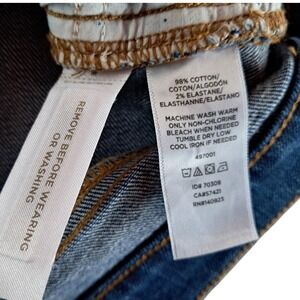 98% COTTON/
COTON/ALGODÓN
2% ELASTANE/
ELASTHANNE/ELASTANO
MACHINE WASH WARM
ONLY NON-CHLORINE
BLEACH WHEN NEEDED
TUMBLE DRY LOW
COOL IRON IF NEEDED
497001
ID# 70308
CA#57421
RN#140923
REMOVE BEFORE WEARING
OR WASHING